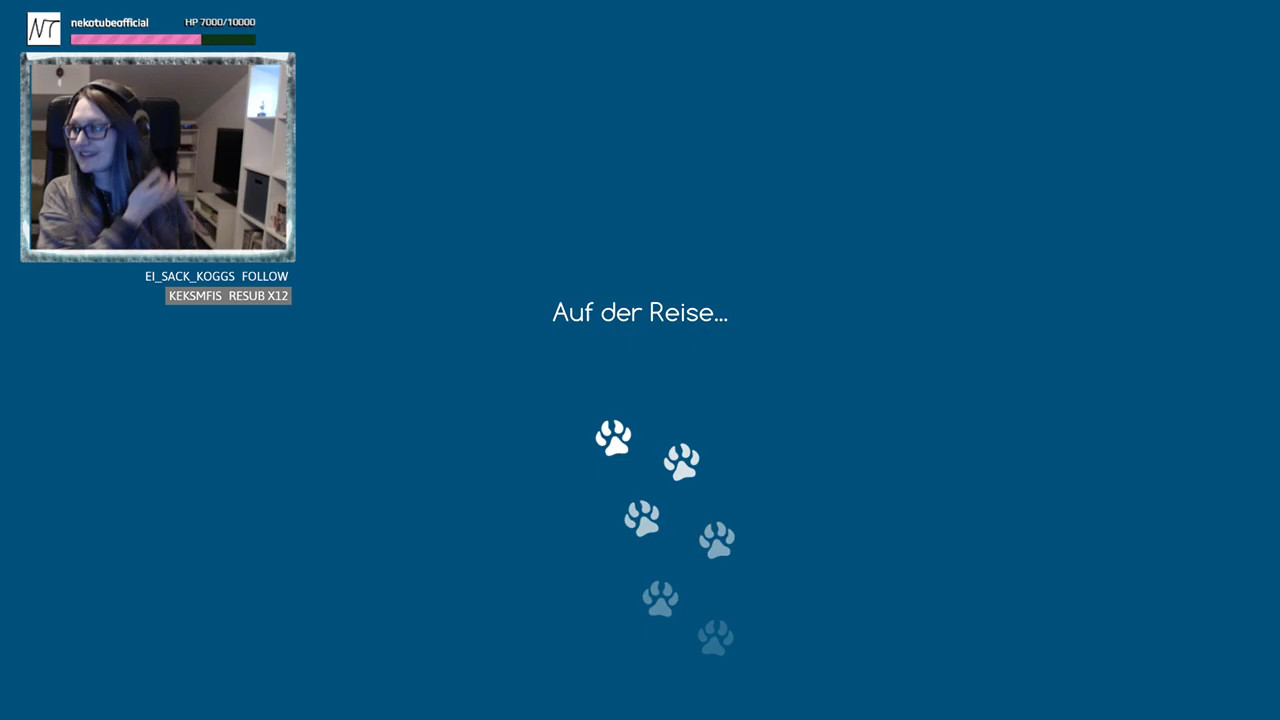 NT
nekotubeofficial
HP 7000/10000
EI_SACK_KOGGS FOLLOW
KEKSMFIS RESUB X12
Auf der Reise...